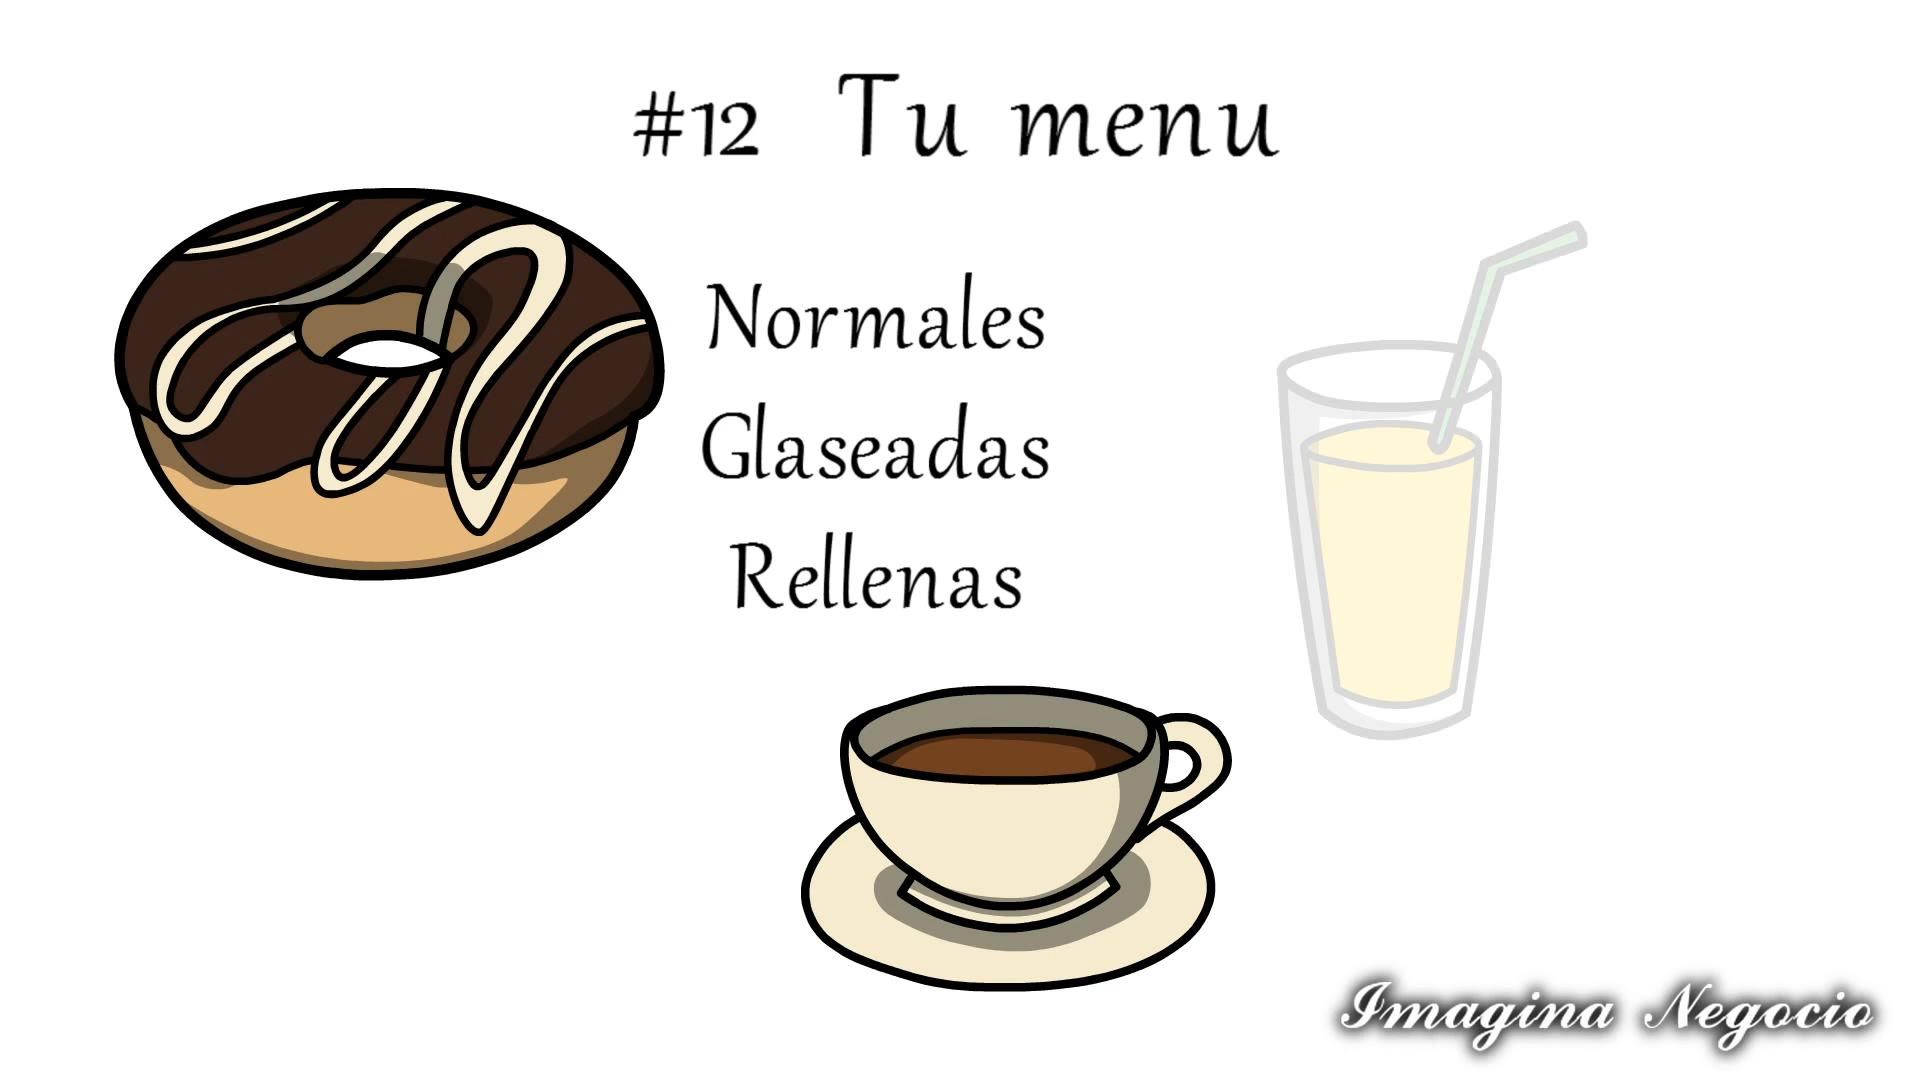 #12 Tu menu
Normales
Glaseadas
Rellenas
Imagina Negocio